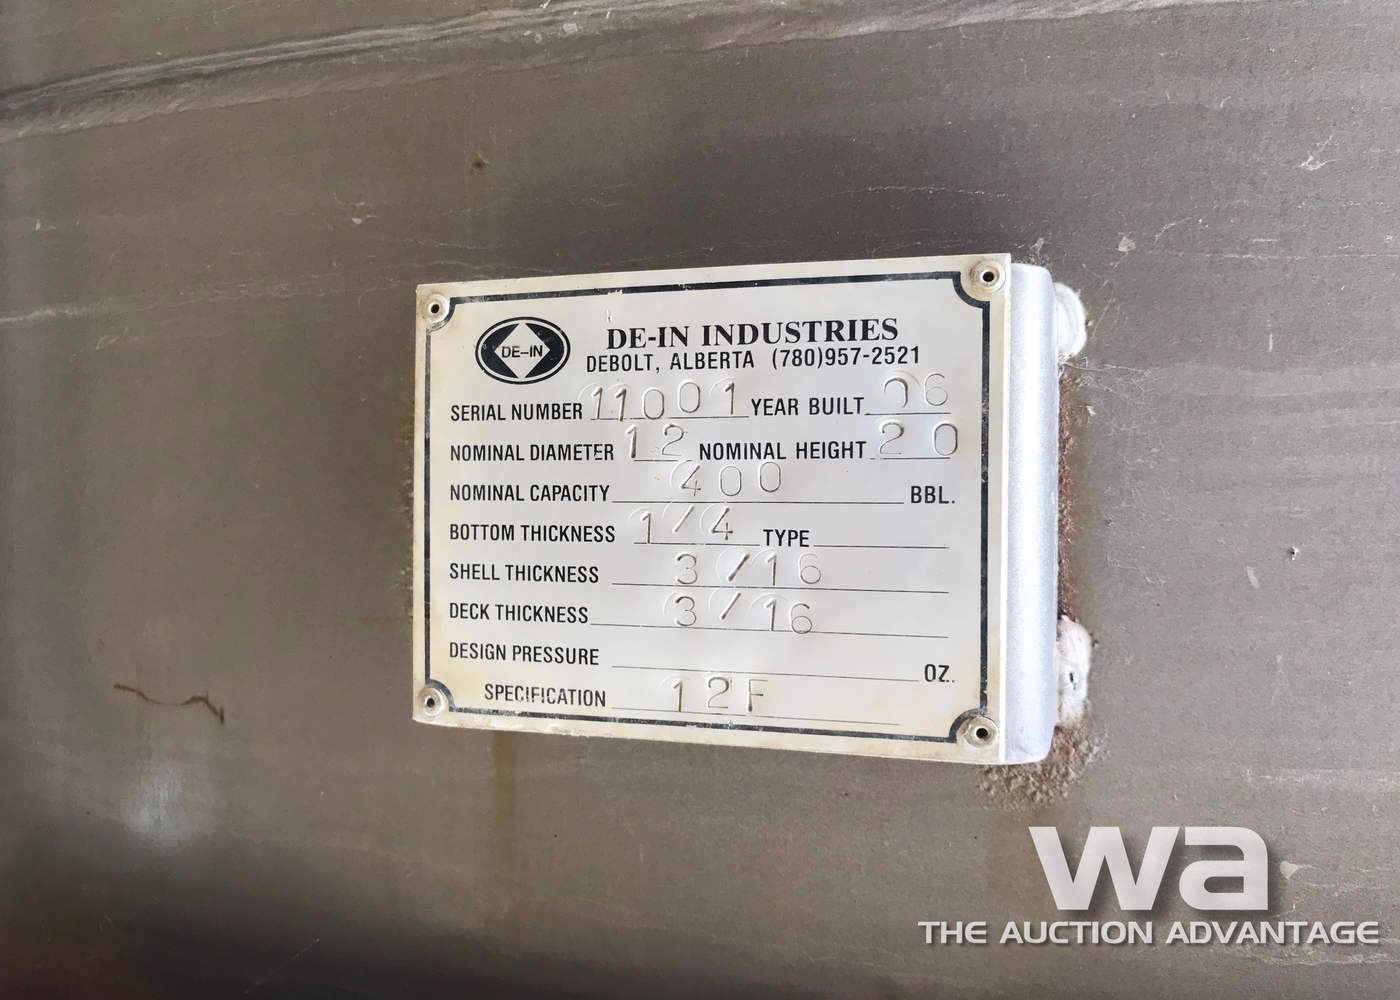 DE-IN
DE-IN INDUSTRIES
DEBOLT, ALBERTA (780)957-2521
SERIAL NUMBER 11001 YEAR BUILT 06
NOMINAL DIAMETER 12 NOMINAL HEIGHT 20
NOMINAL CAPACITY 400 BBL.
BOTTOM THICKNESS 1/4 TYPE
SHELL THICKNESS 3/16
DECK THICKNESS 3/16
DESIGN PRESSURE OZ.
SPECIFICATION 12F
wa
THE AUCTION ADVANTAGE